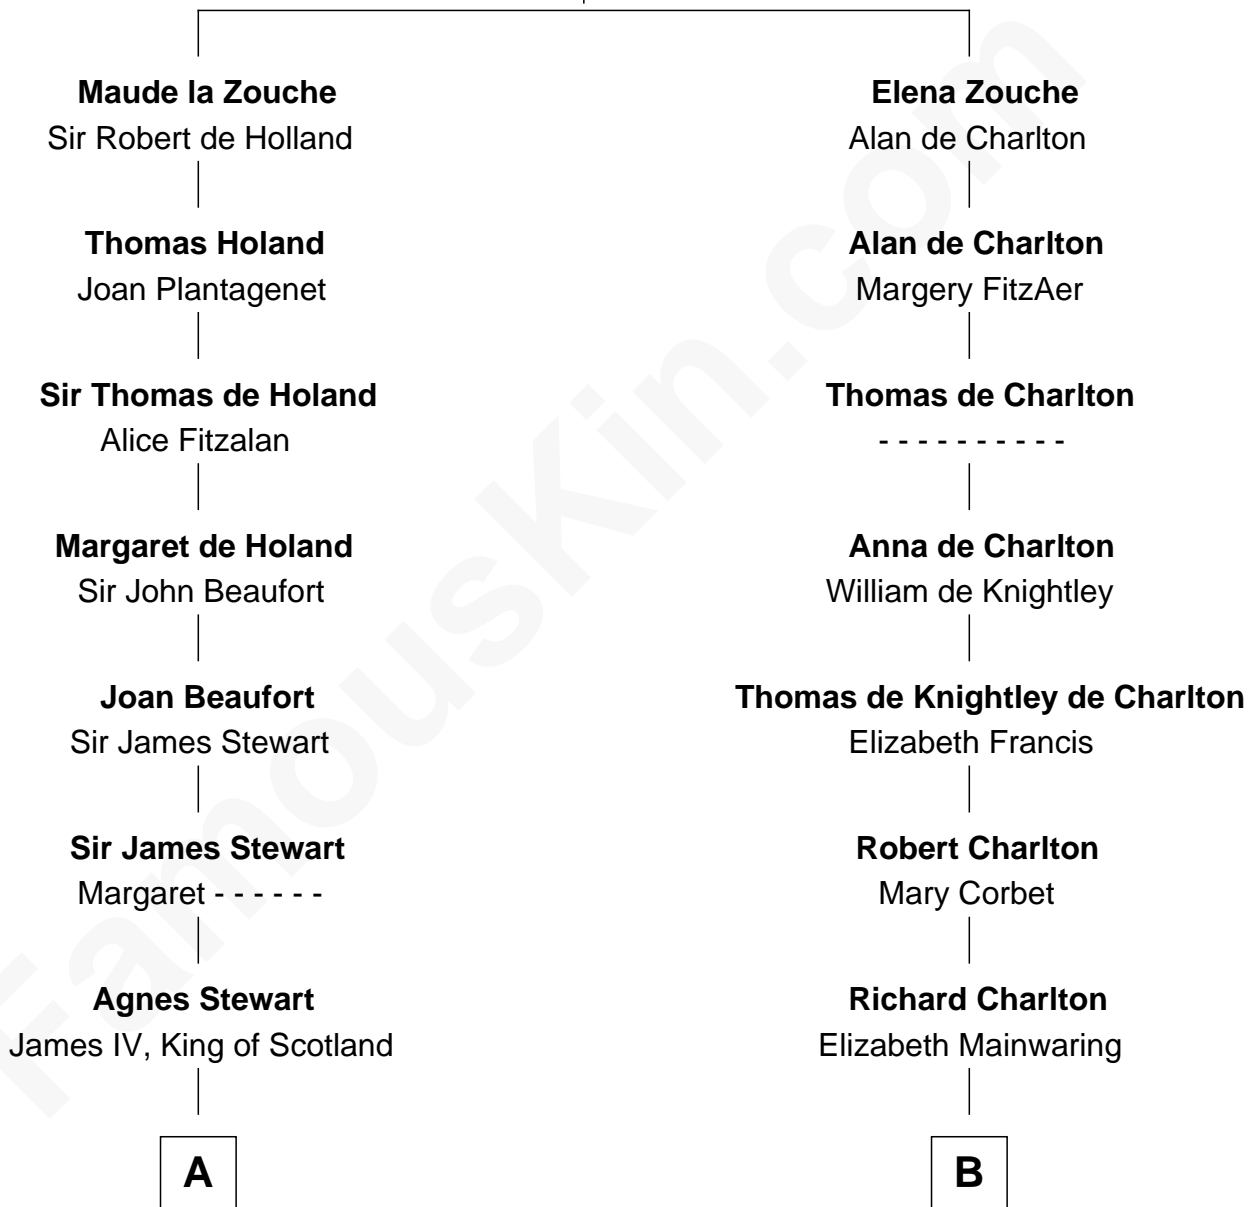 Maude la Zouche
Sir Robert de Holland
Thomas Holand
Joan Plantagenet
Sir Thomas de Holand
Alice Fitzalan
Margaret de Holand
Sir John Beaufort
Joan Beaufort
Sir James Stewart
Sir James Stewart
Margaret - - - - - -
Agnes Stewart
James IV, King of Scotland
A
Elena Zouche
Alan de Charlton
Alan de Charlton
Margery FitzAer
Thomas de Charlton
- - - - - - - - - -
Anna de Charlton
William de Knightley
Thomas de Knightley de Charlton
Elizabeth Francis
Robert Charlton
Mary Corbet
Richard Charlton
Elizabeth Mainwaring
B
FamousKin.com